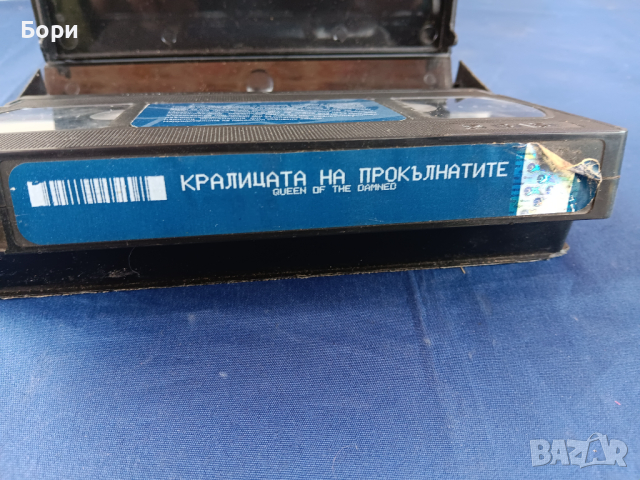 Бори
КРАЛИЦАТА НА ПРОКЪЛНАТИТЕ
QUEEN OF THE DAMNED
BAZAR